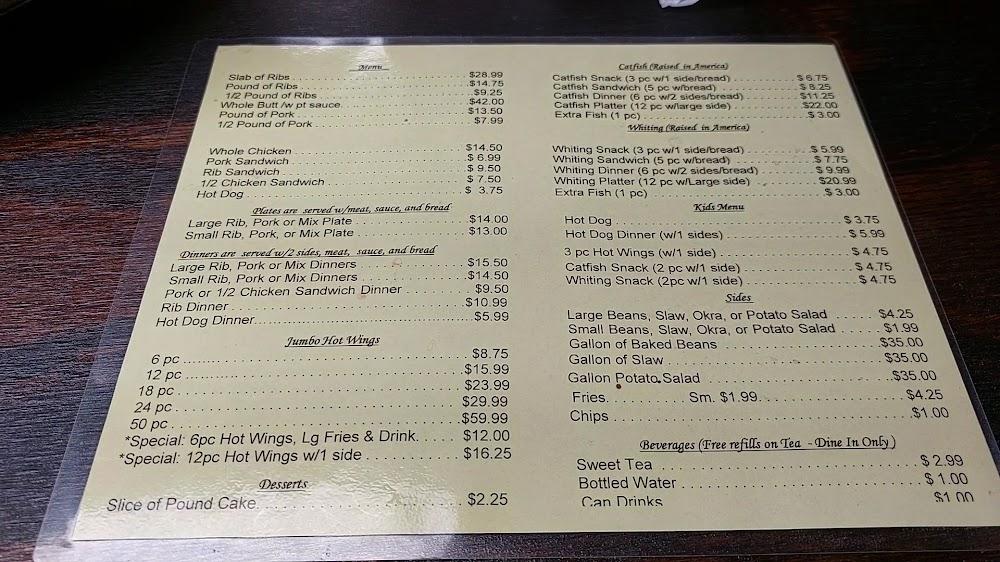 Menu
Slab of Ribs $28.99
Pound of Ribs $14.75
1/2 Pound of Ribs $9.25
Whole Butt /w pt sauce $42.00
Pound of Pork $13.50
1/2 Pound of Pork $7.99
Whole Chicken $14.50
Pork Sandwich $ 6.99
Rib Sandwich $ 9.50
1/2 Chicken Sandwich $ 7.50
Hot Dog $ 3.75
Plates are served w/meat, sauce, and bread
Large Rib, Pork or Mix Plate $14.00
Small Rib, Pork, or Mix Plate $13.00
Dinners are served w/2 sides, meat, sauce, and bread
Large Rib, Pork or Mix Dinners $15.50
Small Rib, Pork or Mix Dinners $14.50
Pork or 1/2 Chicken Sandwich Dinner $9.50
Rib Dinner $10.99
Hot Dog Dinner $5.99
Jumbo Hot Wings
6 pc $8.75
12 pc $15.99
18 pc $23.99
24 pc $29.99
50 pc $59.99
*Special: 6pc Hot Wings, Lg Fries & Drink $12.00
*Special: 12pc Hot Wings w/1 side $16.25
Desserts
Slice of Pound Cake $2.25
Catfish (Raised in America)
Catfish Snack (3 pc w/1 side/bread) $ 6.75
Catfish Sandwich (5 pc w/bread) $ 8.25
Catfish Dinner (6 pc w/2 sides/bread) $11.25
Catfish Platter (12 pc w/large side) $22.00
Extra Fish (1 pc) $ 3.00
Whiting (Raised in America)
Whiting Snack (3 pc w/1 side/bread) $ 5.99
Whiting Sandwich (5 pc w/bread) $ 7.75
Whiting Dinner (6 pc w/2 sides/bread) $ 9.99
Whiting Platter (12 pc w/Large side) $20.99
Extra Fish (1 pc) $ 3.00
Kids Menu
Hot Dog $ 3.75
Hot Dog Dinner (w/1 sides) $ 5.99
3 pc Hot Wings (w/1 side) $ 4.75
Catfish Snack (2 pc w/1 side) $ 4.75
Whiting Snack (2pc w/1 side) $ 4.75
Sides
Large Beans, Slaw, Okra, or Potato Salad $4.25
Small Beans, Slaw, Okra, or Potato Salad $1.99
Gallon of Baked Beans $35.00
Gallon of Slaw $35.00
Gallon Potato Salad $35.00
Fries Sm. $1.99 $4.25
Chips $1.00
Beverages (Free refills on Tea - Dine In Only)
Sweet Tea $ 2.99
Bottled Water $ 1.00
Can Drinks $1.00